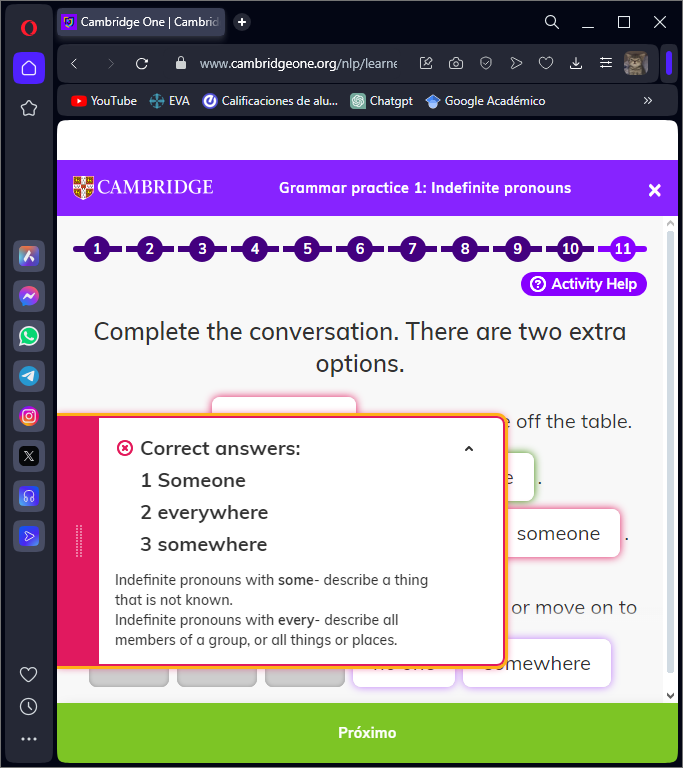 Cambridge One | Cambrid
www.cambridgeone.org/nlp/learne
YouTube
EVA
Calificaciones de alu...
Chatgpt
Google Académico
CAMBRIDGE
Grammar practice 1: Indefinite pronouns
1 2 3 4 5 6 7 8 9 10 11
Activity Help
Complete the conversation. There are two extra
options.
off the table.
Correct answers:
1 Someone
.
2 everywhere
someone .
3 somewhere
Indefinite pronouns with some- describe a thing
that is not known.
or move on to
Indefinite pronouns with every- describe all
members of a group, or all things or places.
somewhere
Próximo